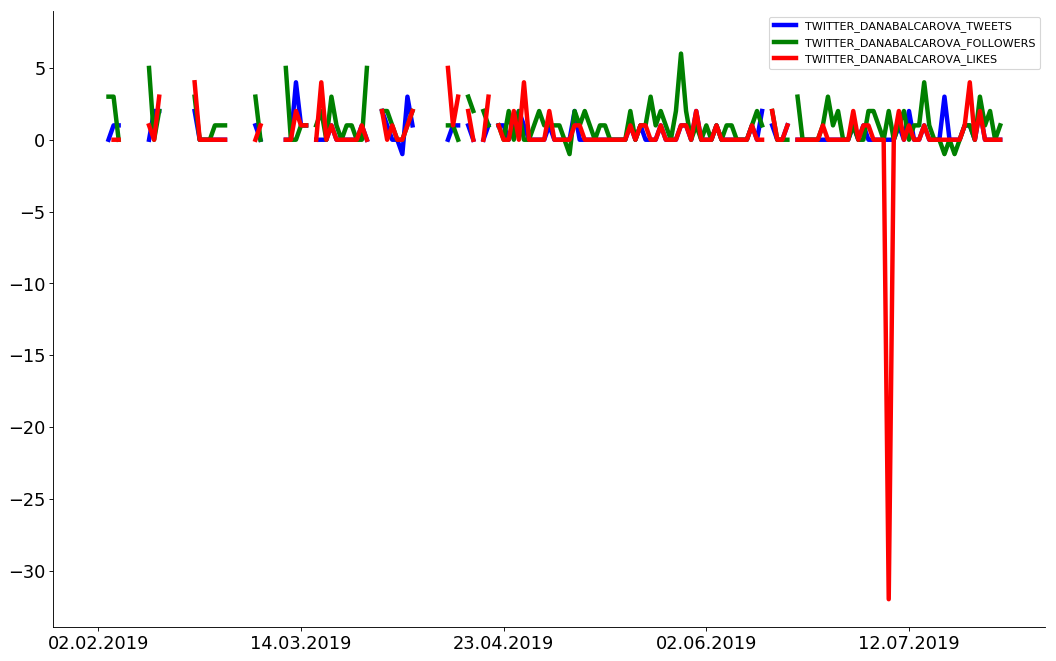 TWITTER_DANABALCAROVA_TWEETS
TWITTER_DANABALCAROVA_FOLLOWERS
TWITTER_DANABALCAROVA_LIKES
5
0
−5
−10
−15
−20
−25
−30
02.02.2019 14.03.2019 23.04.2019 02.06.2019 12.07.2019